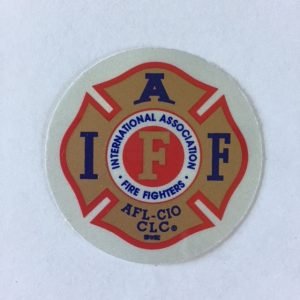 A
I F F
INTERNATIONAL ASSOCIATION
· FIRE FIGHTERS ·
AFL-CIO
CLC®